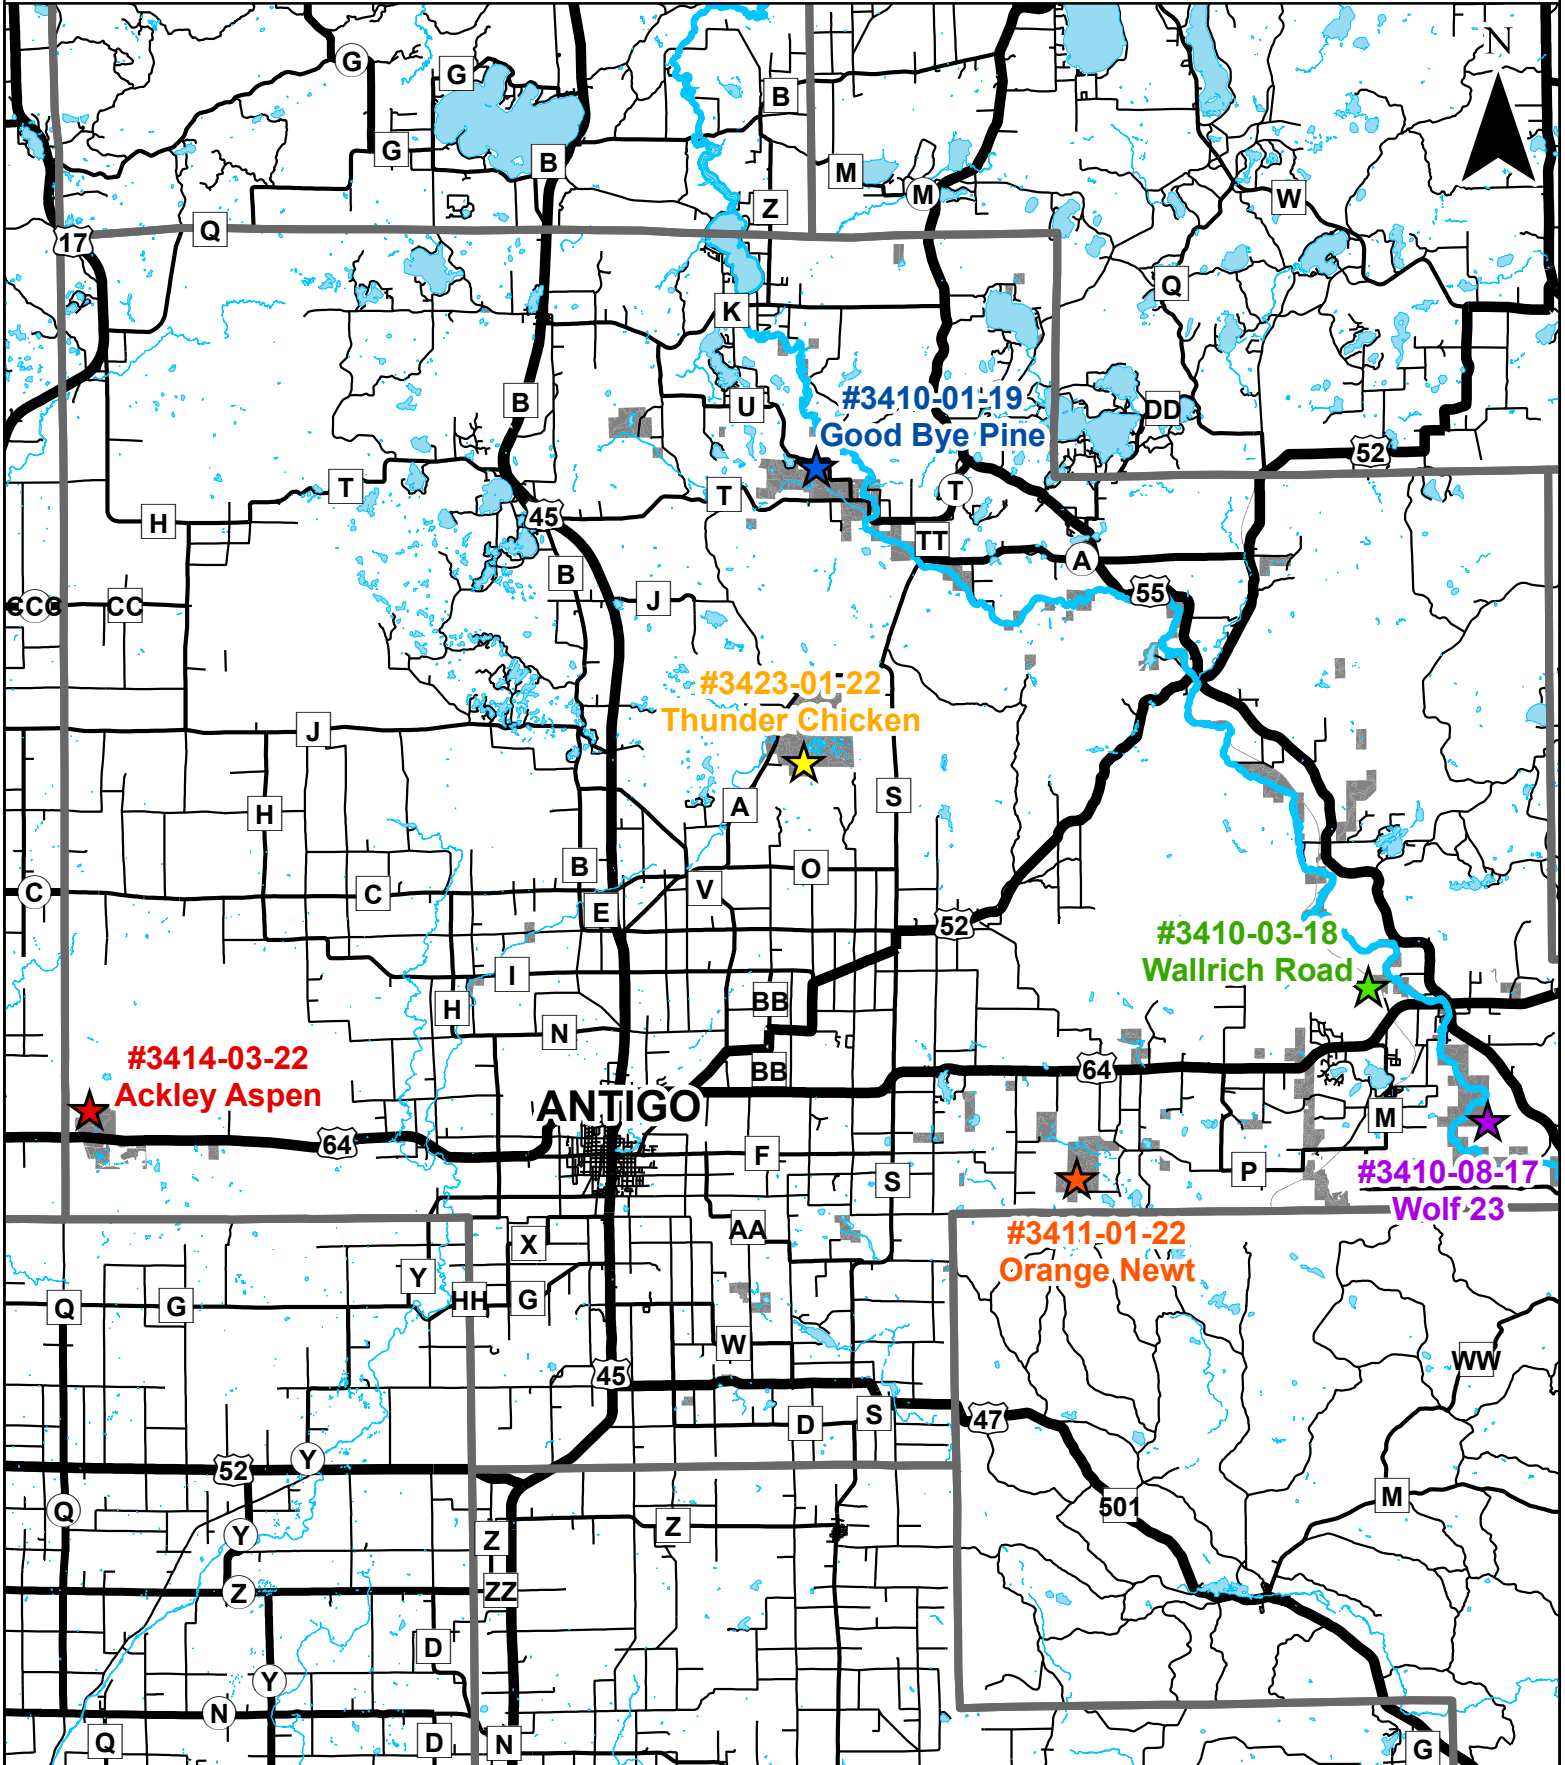 N
G
G
B
G
B
M
M
Z
W
Q
17
Q
K
B
U
DD
#3410-01-19
Good Bye Pine
52
T
T
T
H
45
TT
A
B
55
J
CCC
CC
#3423-01-22
Thunder Chicken
J
S
A
H
B
O
C
C
V
E
52
#3410-03-18
Wallrich Road
I
BB
H
N
#3414-03-22
Ackley Aspen
BB
64
ANTIGO
M
64
F
P
S
#3410-08-17
Wolf 23
AA
#3411-01-22
Orange Newt
X
Y
HH
G
Q
G
W
WW
45
S
47
D
52
Y
M
Q
501
Z
Y
Z
Z
ZZ
D
Y
N
Q
D
N
G